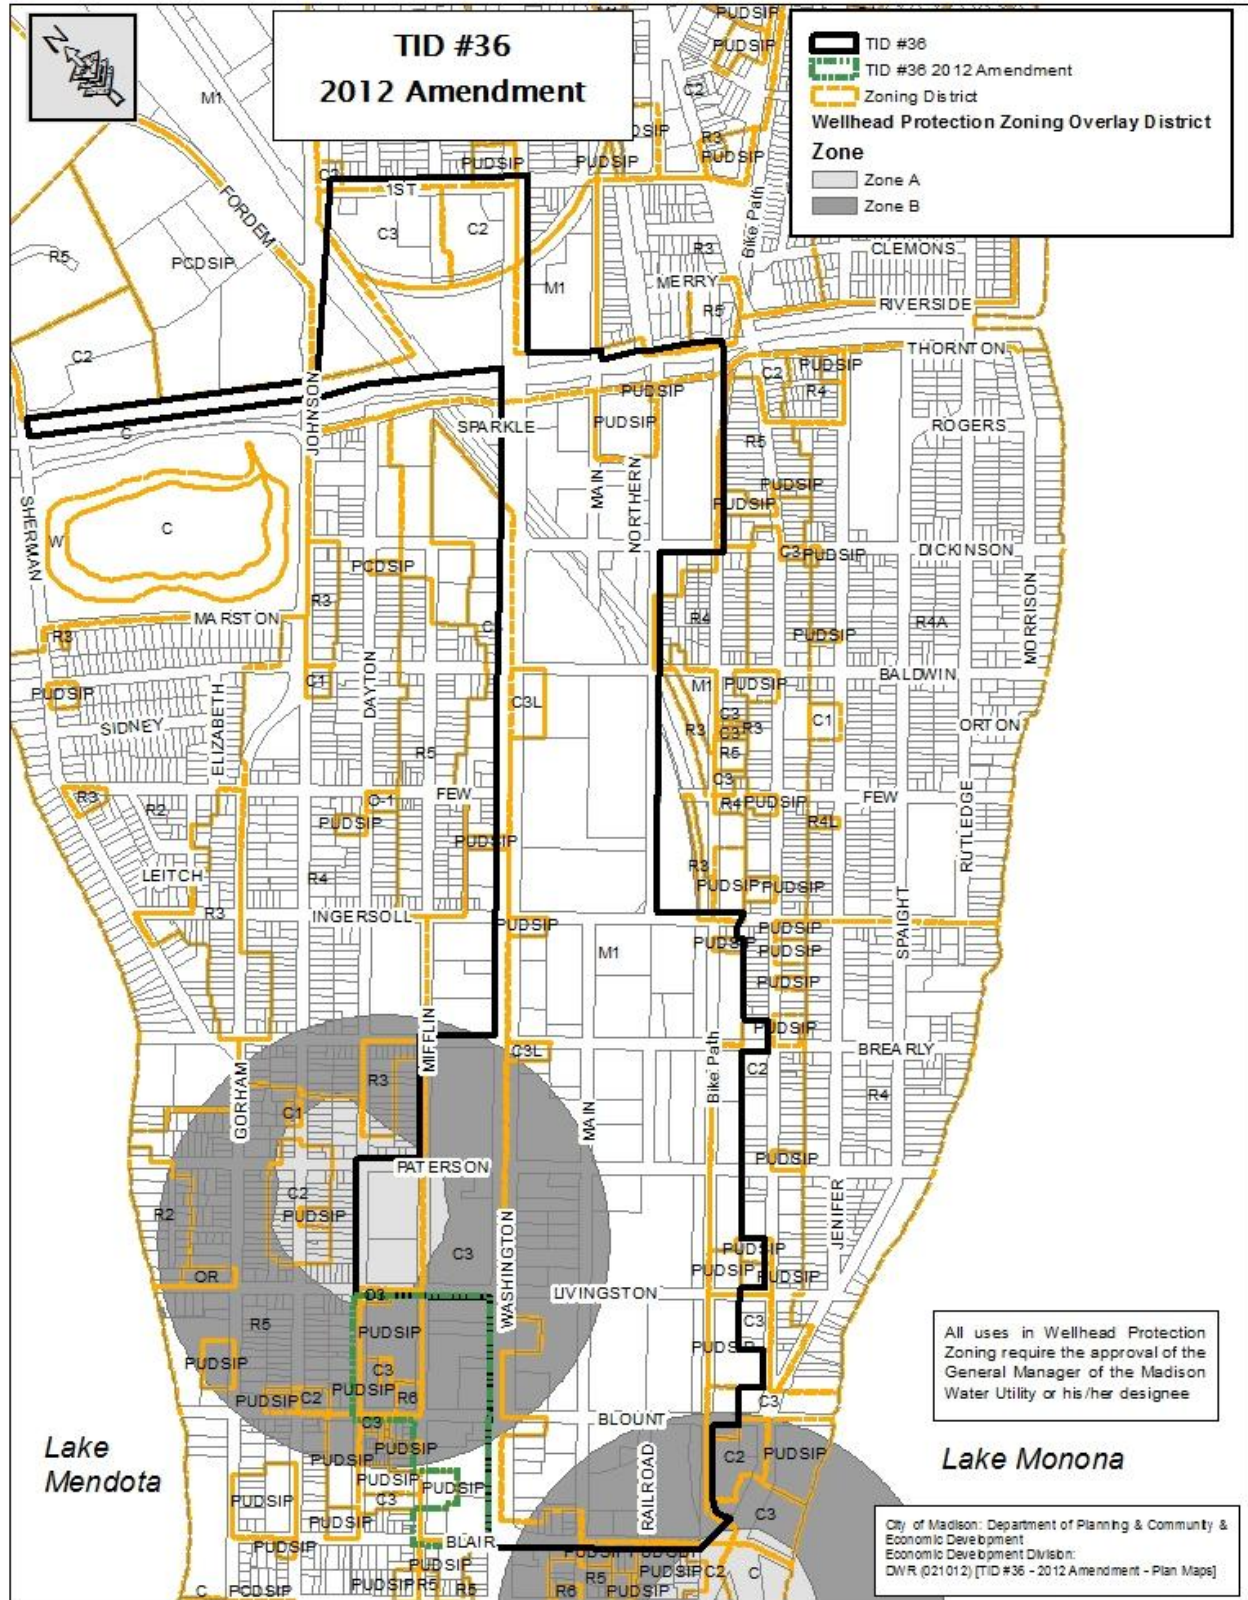 TID #36
2012 Amendment
N
TID #36
TID #36 2012 Amendment
Zoning District
Wellhead Protection Zoning Overlay District
Zone
Zone A
Zone B
PUDSIP
PUDSIP
M1
C2
R3
PUDSIP
PUDSIP
PUDSIP
1ST
FORDEM
C3
C2
Bike Path
R5
PCDSIP
R3
CLEMONS
M1
MERRY
RIVERSIDE
R5
C2
THORNTON
PUDSIP
C2
R4
JOHNSON
PUDSIP
PUDSIP
SPARKLE
ROGERS
R5
C
MAIN
NORTHERN
PUDSIP
PUDSIP
SHERMAN
W
C
C3
PUDSIP
DICKINSON
PCDSIP
R3
MARSTON
R4
R4A
MORRISON
R3
PUDSIP
PUDSIP
DAYTON
C1
M1
PUDSIP
BALDWIN
SIDNEY
ELIZABETH
C3L
C3
C3
R3
R3
C1
ORTON
R5
R5
C3
R3
R2
FEW
PUDSIP
PUDSIP
R4
PUDSIP
FEW
R4L
RUTLEDGE
LEITCH
R4
R3
PUDSIP
PUDSIP
R3
INGERSOLL
PUDSIP
SPAIGHT
PUDSIP
PUDSIP
M1
PUDSIP
PUDSIP
MIFFLIN
PUDSIP
C3L
Bike Path
BREARLY
C2
GORHAM
R3
C1
MAIN
R4
PATERSON
PUDSIP
C2
PUDSIP
R2
JENIFER
WASHINGTON
C3
PUDSIP
PUDSIP
PUDSIP
OR
LIVINGSTON
R5
PUDSIP
C3
PUDSIP
C3
PUDSIP
C2
PUDSIP
R6
C3
C3
BLOUNT
PUDSIP
PUDSIP
All uses in Wellhead Protection
Zoning require the approval of the
General Manager of the Madison
Water Utility or his/her designee
Lake
Mendota
PUDSIP
PUDSIP
C3
PUDSIP
PUDSIP
RAILROAD
C2
PUDSIP
Lake Monona
C3
PUDSIP
PUDSIP
BLAIR
PUDSIP
C
PCDSIP
PUDSIP
R5
R5
R6
R5
PUDSIP
PUDSIP
C2
C
City of Madison: Department of Planning & Community &
Economic Development
Economic Development Division:
DWR (021012) [TID #36 - 2012 Amendment - Plan Maps]